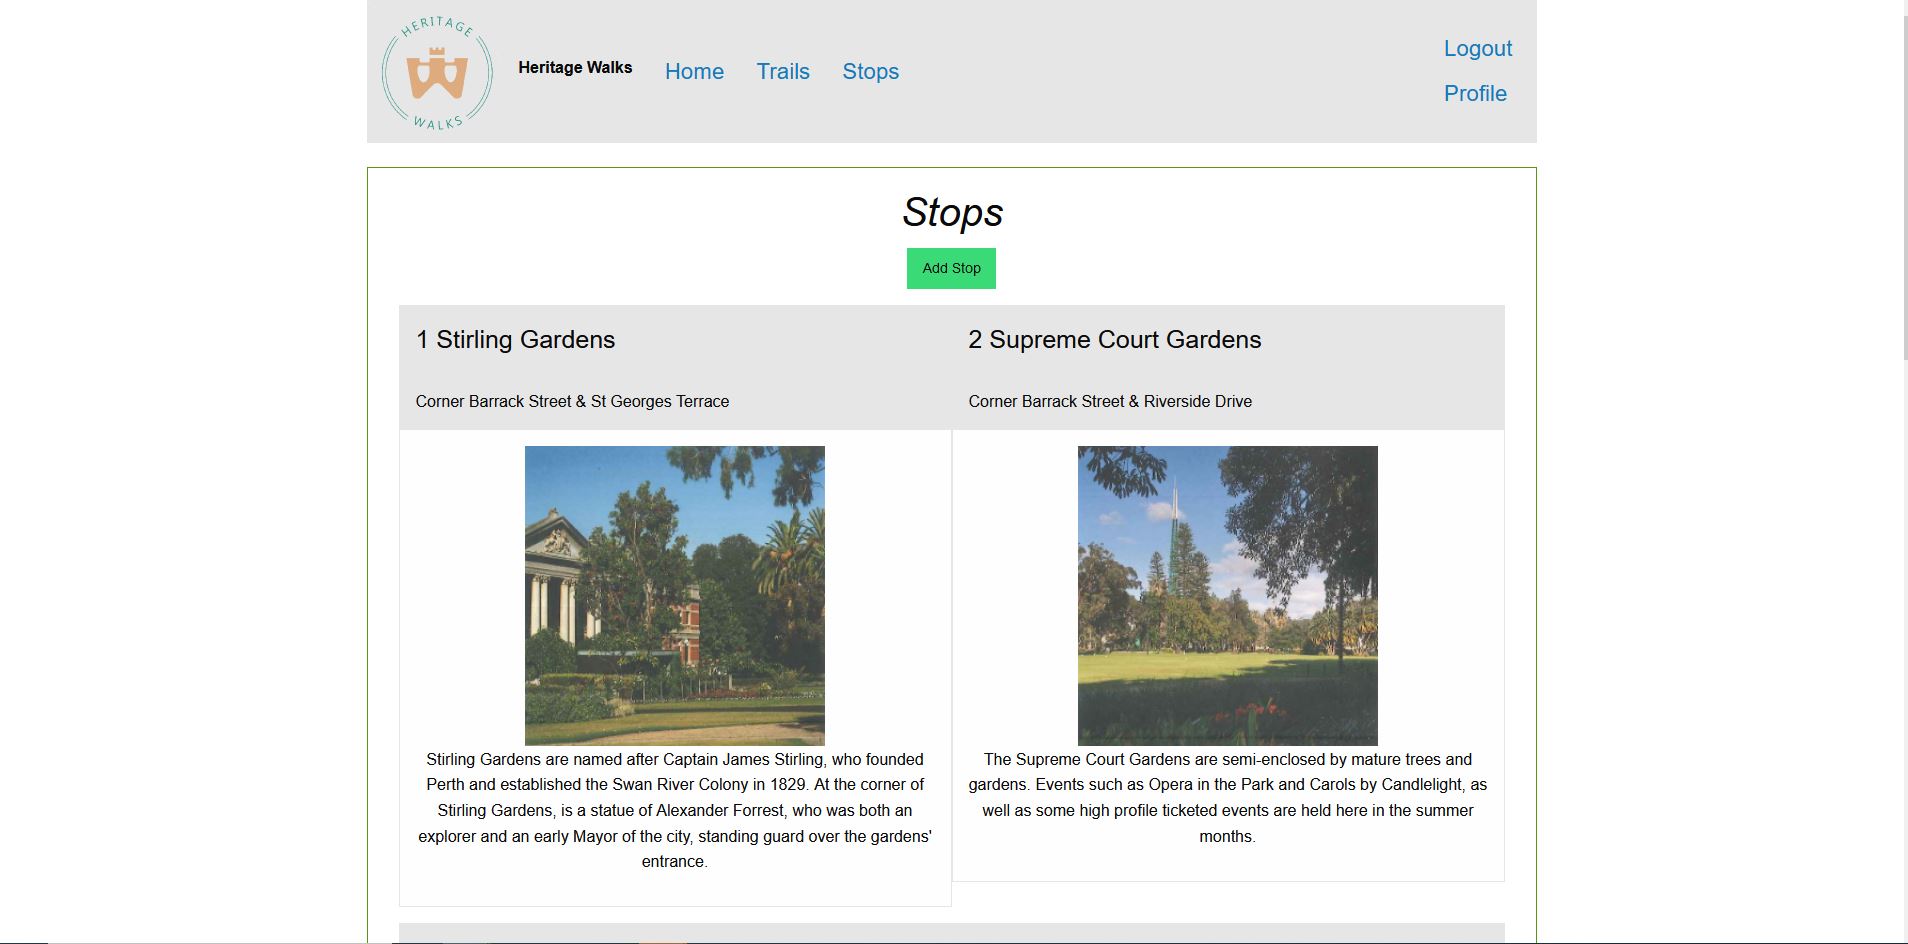 HERITAGE
WALKS
Heritage Walks
Home
Trails
Stops
Logout
Profile
Stops
Add Stop
1 Stirling Gardens
Corner Barrack Street & St Georges Terrace
Stirling Gardens are named after Captain James Stirling, who founded
Perth and established the Swan River Colony in 1829. At the corner of
Stirling Gardens, is a statue of Alexander Forrest, who was both an
explorer and an early Mayor of the city, standing guard over the gardens'
entrance.
2 Supreme Court Gardens
Corner Barrack Street & Riverside Drive
The Supreme Court Gardens are semi-enclosed by mature trees and
gardens. Events such as Opera in the Park and Carols by Candlelight, as
well as some high profile ticketed events are held here in the summer
months.